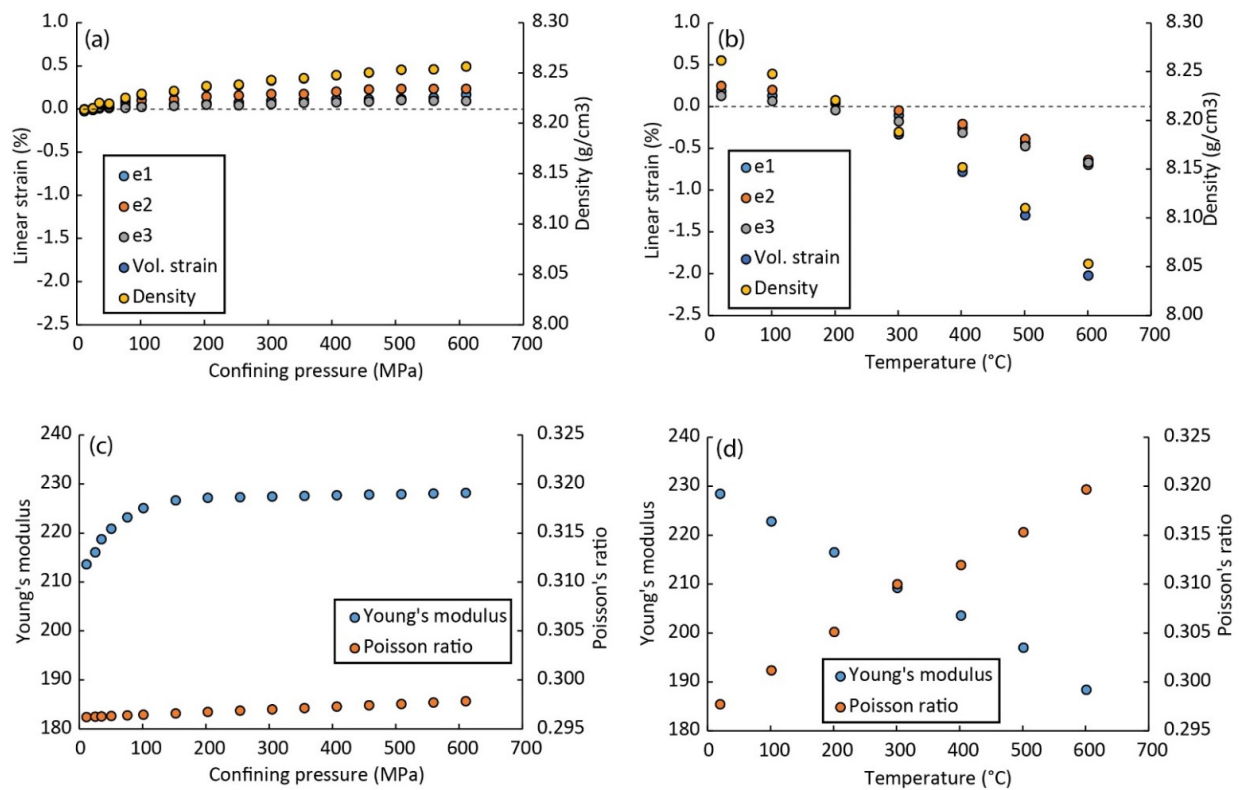 (a)
1.0
0.5
0.0
-0.5
-1.0
-1.5
-2.0
-2.5
Linear strain (%)
8.30
8.25
8.20
8.15
8.10
8.05
8.00
Density (g/cm3)
e1
e2
e3
Vol. strain
Density
0 100 200 300 400 500 600 700
Confining pressure (MPa)
(b)
1.0
0.5
0.0
-0.5
-1.0
-1.5
-2.0
-2.5
Linear strain (%)
8.30
8.25
8.20
8.15
8.10
8.05
8.00
Density (g/cm3)
e1
e2
e3
Vol. strain
Density
0 100 200 300 400 500 600 700
Temperature (°C)
(c)
240
230
220
210
200
190
180
Young's modulus
0.325
0.320
0.315
0.310
0.305
0.300
0.295
Poisson's ratio
Young's modulus
Poisson ratio
0 100 200 300 400 500 600 700
Confining pressure (MPa)
(d)
240
230
220
210
200
190
180
Young's modulus
0.325
0.320
0.315
0.310
0.305
0.300
0.295
Poisson's ratio
Young's modulus
Poisson ratio
0 100 200 300 400 500 600 700
Temperature (°C)